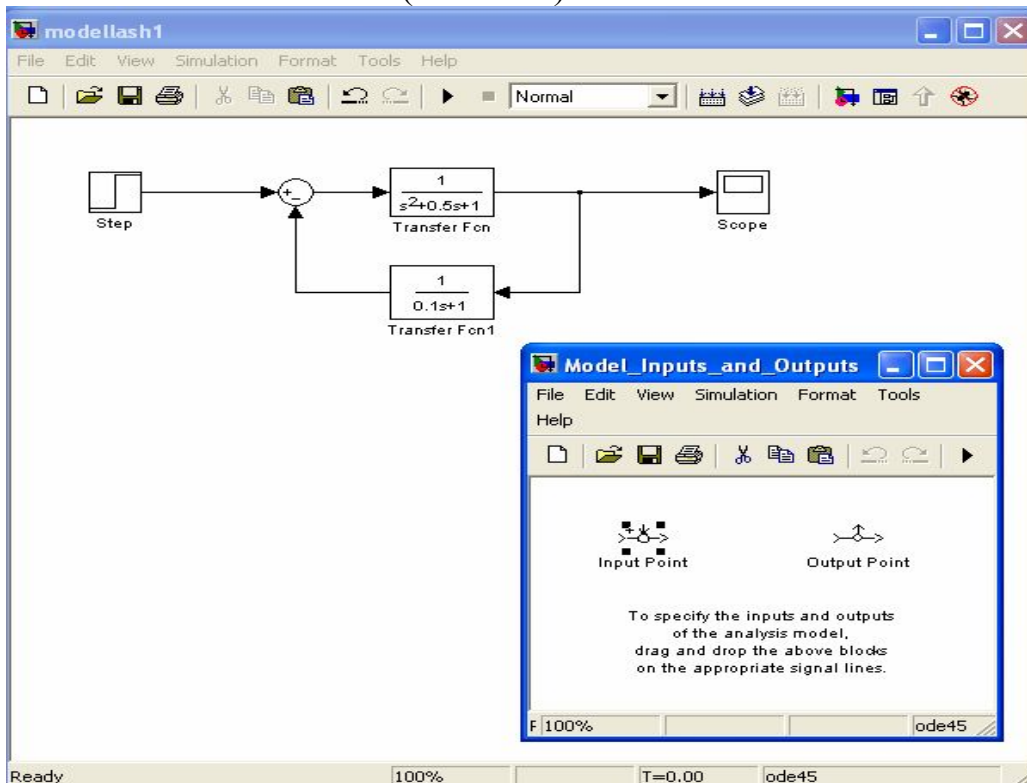 modellash1
File Edit View Simulation Format Tools Help
Normal
Step
+
-
1
s2+0.5s+1
Transfer Fcn
Scope
1
0.1s+1
Transfer Fcn1
Model_Inputs_and_Outputs
File Edit View Simulation Format Tools
Help
Input Point Output Point
To specify the inputs and outputs
of the analysis model,
drag and drop the above blocks
on the appropriate signal lines.
F 100% ode45
Ready 100% T=0.00 ode45